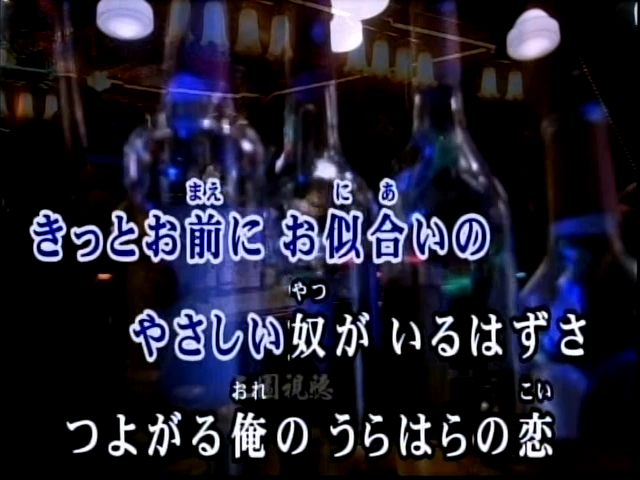 まえ に あ
きっとお前に お似合いの
やつ
やさしい奴が いるはずさ
おれ こい
つよがる俺の うらはらの恋